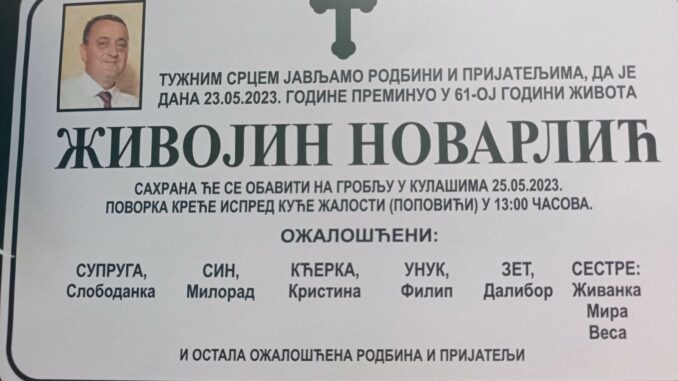 ТУЖНИМ СРЦЕМ ЈАВЉАМО РОДБИНИ И ПРИЈАТЕЉИМА, ДА ЈЕ
ДАНА 23.05.2023. ГОДИНЕ ПРЕМИНУО У 61-ОЈ ГОДИНИ ЖИВОТА
ЖИВОЈИН НОВАРЛИЋ
САХРАНА ЋЕ СЕ ОБАВИТИ НА ГРОБЉУ У КУЛАШИМА 25.05.2023.
ПОВОРКА КРЕЋЕ ИСПРЕД КУЋЕ ЖАЛОСТИ (ПОПОВИЋИ) У 13:00 ЧАСОВА.
ОЖАЛОШЋЕНИ:
СУПРУГА, СИН, КЋЕРКА, УНУК, ЗЕТ, СЕСТРЕ:
Слободанка Милорад Кристина Филип Далибор Живанка
Мира
Веса
И ОСТАЛА ОЖАЛОШЋЕНА РОДБИНА И ПРИЈАТЕЉИ